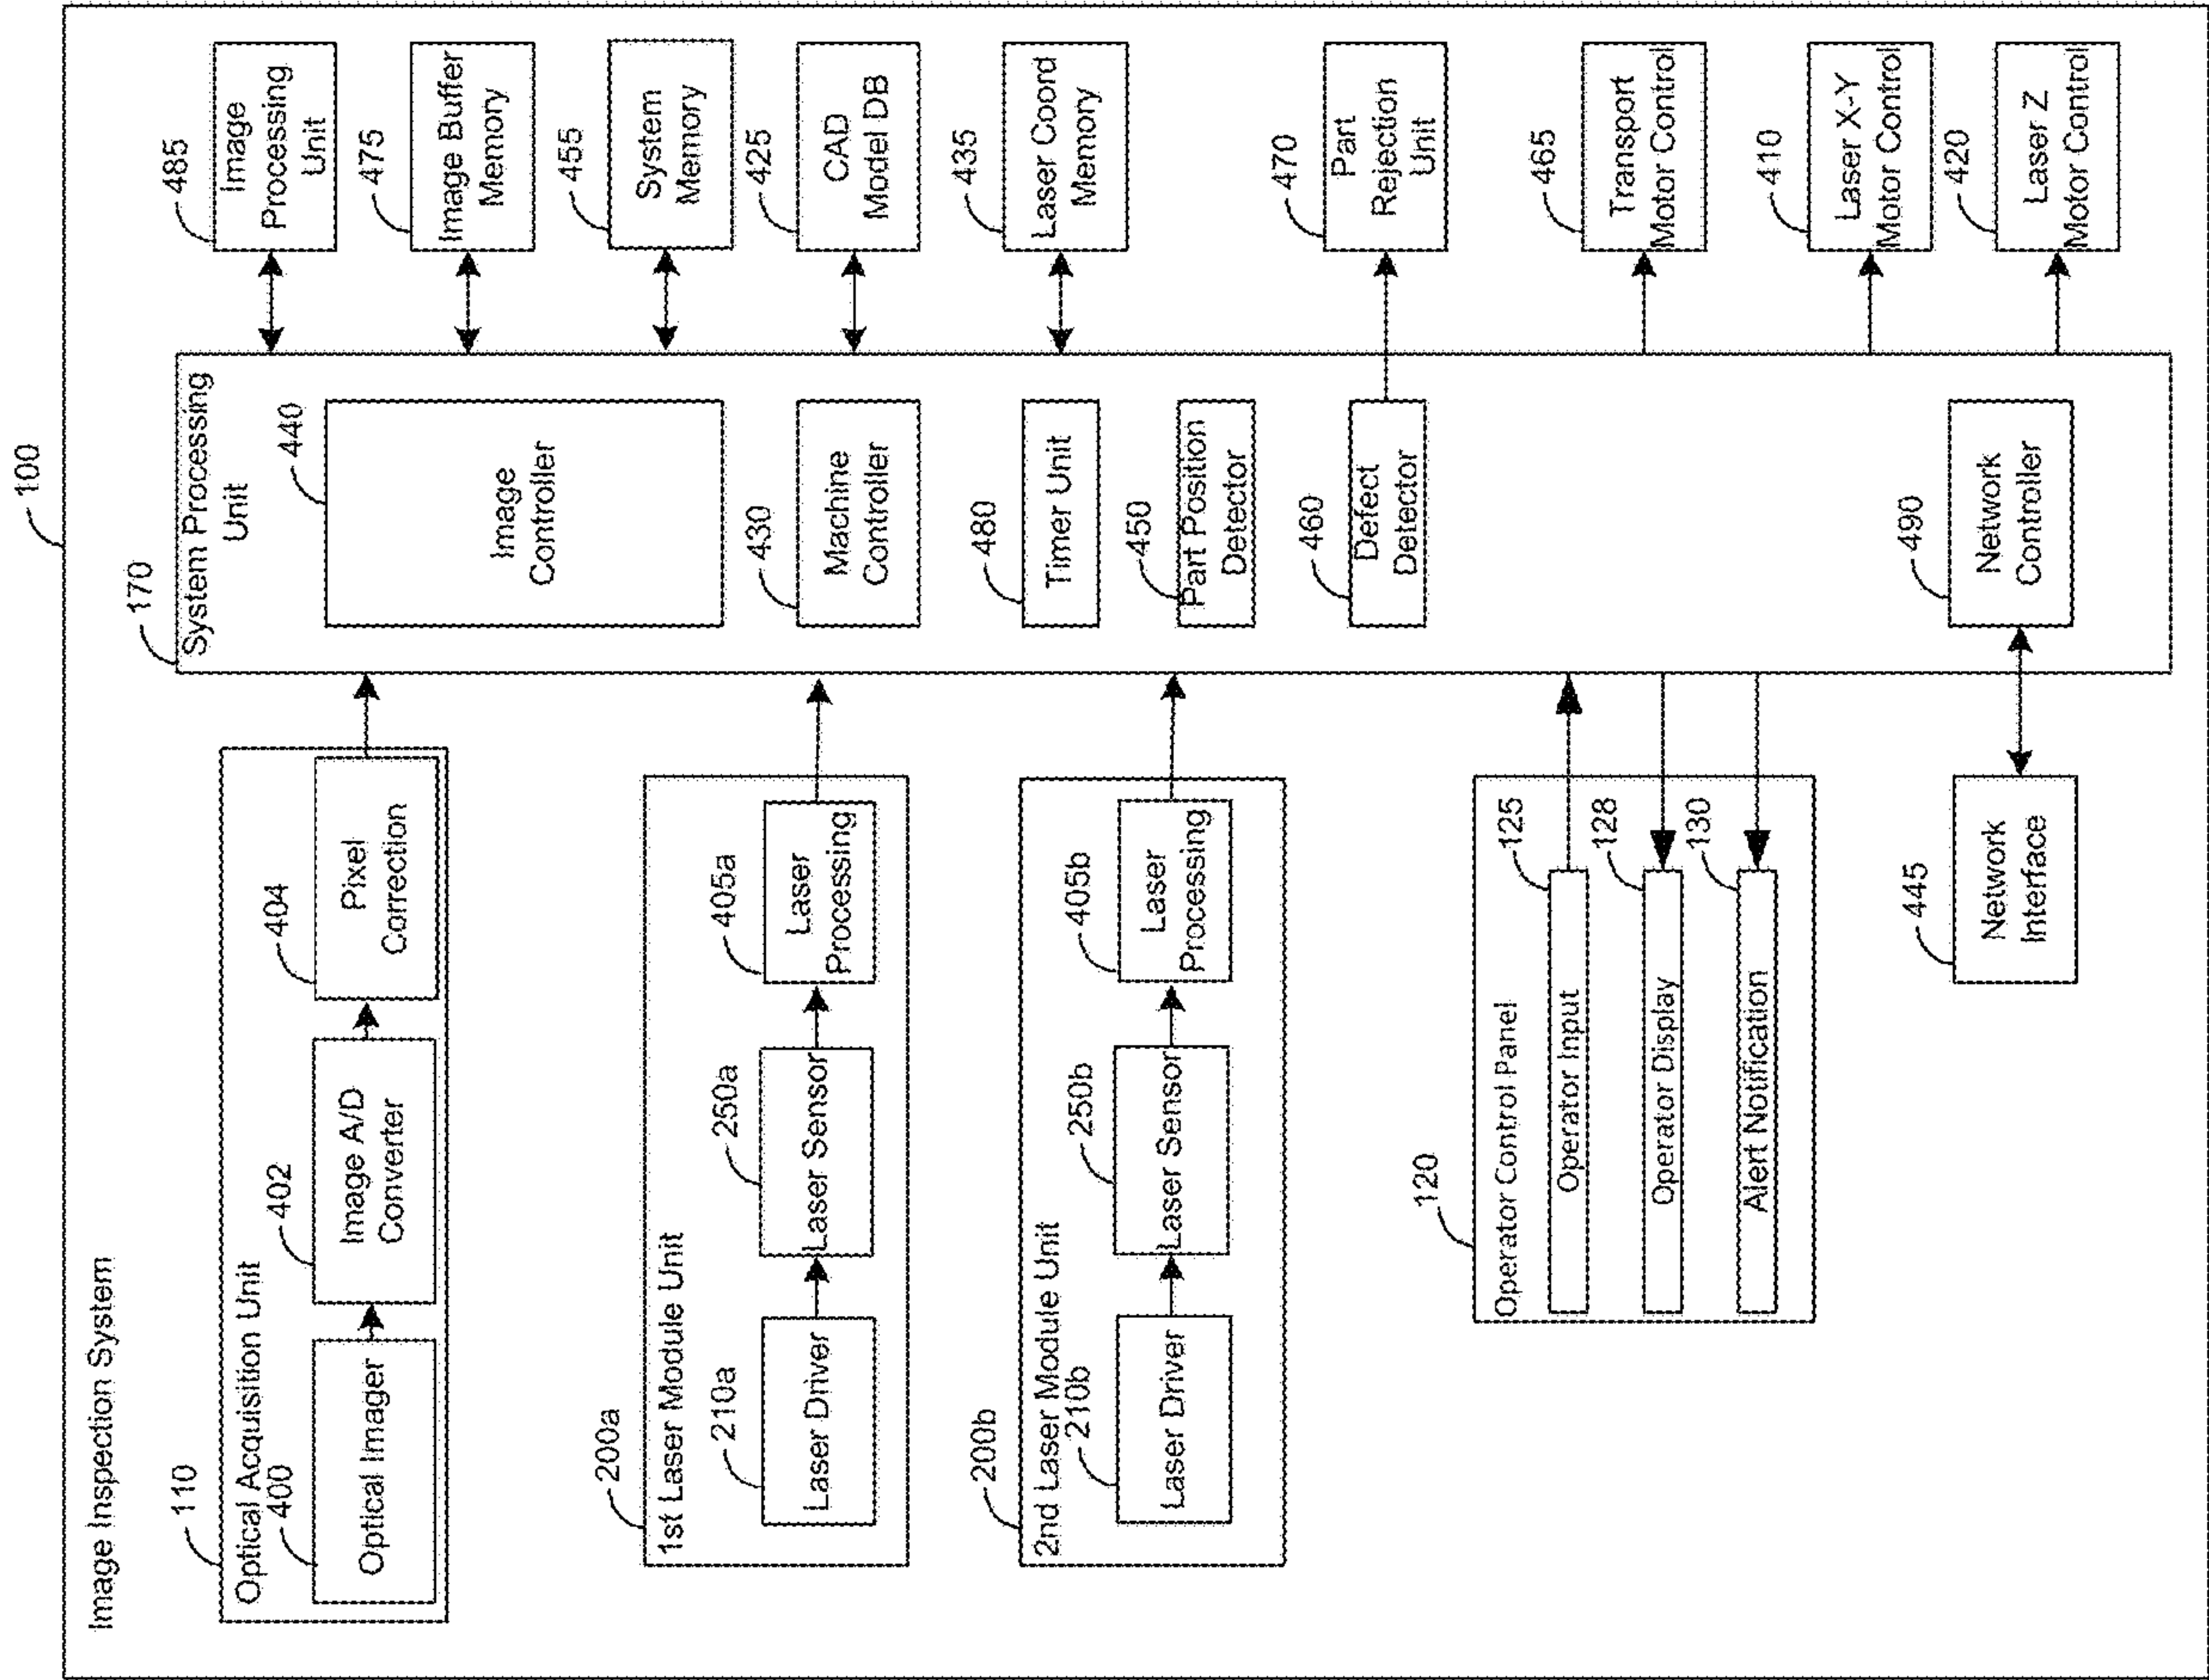 100
Image Inspection System
110
Optical Acquisition Unit
400
Optical Imager
402
Image A/D
Converter
404
Pixel
Correction
200a
1st Laser Module Unit
210a
Laser Driver
250a
Laser Sensor
405a
Laser
Processing
200b
2nd Laser Module Unit
210b
Laser Driver
250b
Laser Sensor
405b
Laser
Processing
120
Operator Control Panel
Operator Input
125
Operator Display
128
Alert Notification
130
445
Network
Interface
170
System Processing
Unit
440
Image
Controller
430
Machine
Controller
480
Timer Unit
450
Part Position
Detector
460
Defect
Detector
490
Network
Controller
485
Image
Processing
Unit
475
Image Buffer
Memory
455
System
Memory
425
CAD
Model DB
435
Laser Coord
Memory
470
Part
Rejection
Unit
465
Transport
Motor Control
410
Laser X-Y
Motor Control
420
Laser Z
Motor Control